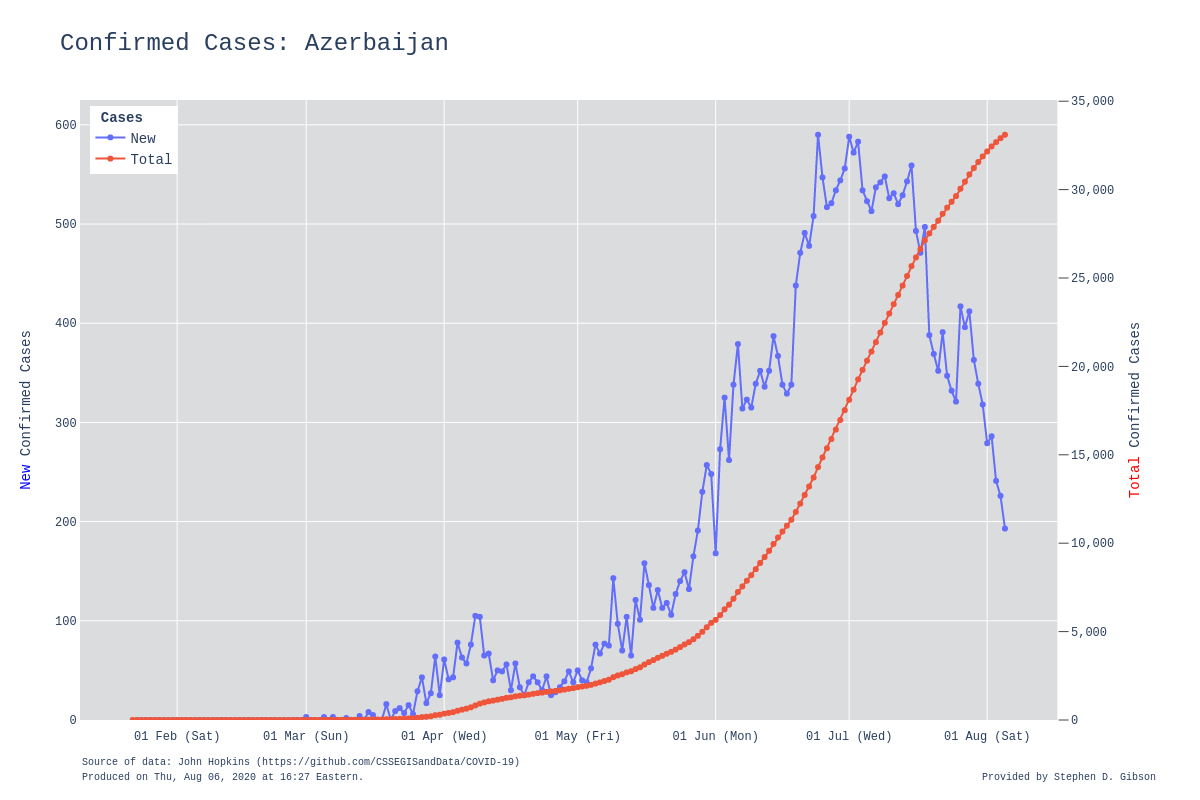 Confirmed Cases: Azerbaijan
Cases
New
Total
600
500
400
300
200
100
0
35,000
30,000
25,000
20,000
15,000
10,000
5,000
0
New Confirmed Cases
Total Confirmed Cases
01 Feb (Sat)
01 Mar (Sun)
01 Apr (Wed)
01 May (Fri)
01 Jun (Mon)
01 Jul (Wed)
01 Aug (Sat)
Source of data: John Hopkins (https://github.com/CSSEGISandData/COVID-19)
Produced on Thu, Aug 06, 2020 at 16:27 Eastern.
Provided by Stephen D. Gibson